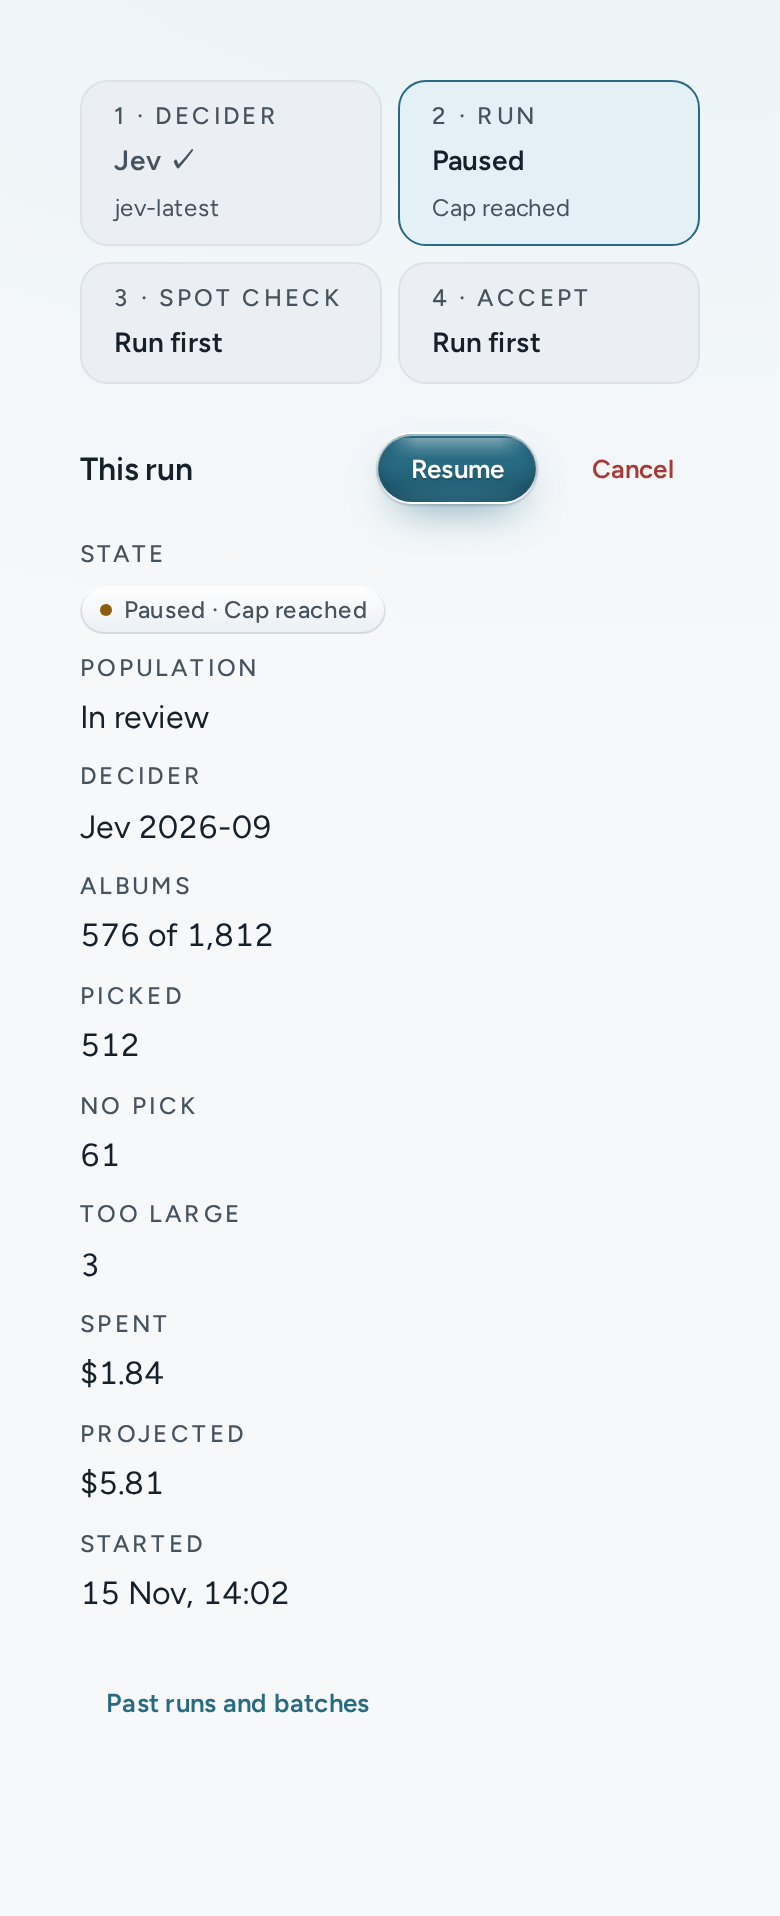 1 · DECIDER
Jev ✓
jev-latest
2 · RUN
Paused
Cap reached
3 · SPOT CHECK
Run first
4 · ACCEPT
Run first
This run
Resume
Cancel
STATE
Paused · Cap reached
POPULATION
In review
DECIDER
Jev 2026-09
ALBUMS
576 of 1,812
PICKED
512
NO PICK
61
TOO LARGE
3
SPENT
$1.84
PROJECTED
$5.81
STARTED
15 Nov, 14:02
Past runs and batches